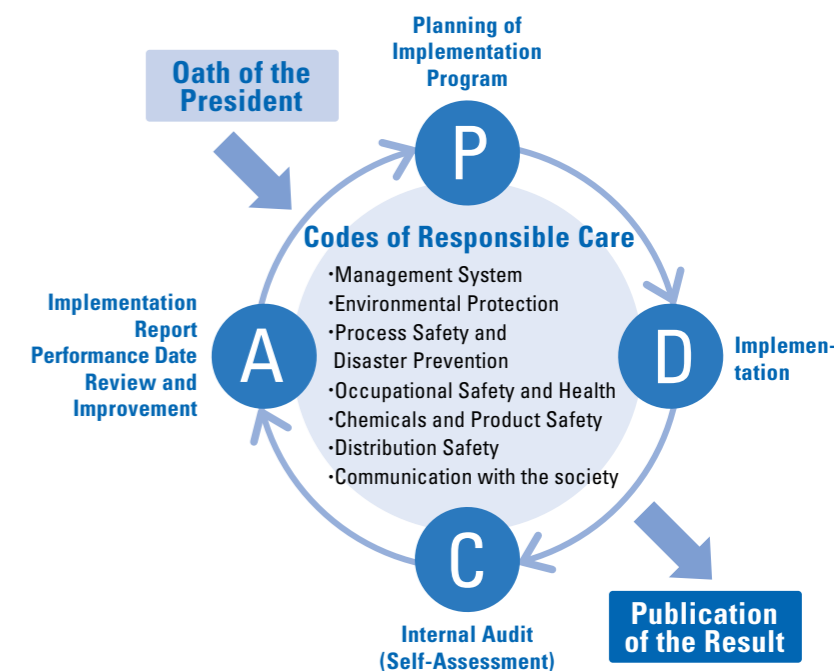 Planning of
Implementation
Program
Oath of the
President
P
Codes of Responsible Care
・Management System
・Environmental Protection
・Process Safety and
Disaster Prevention
・Occupational Safety and Health
・Chemicals and Product Safety
・Distribution Safety
・Communication with the society
Implementation
Report
Performance Date
Review and
Improvement
A
D
Implemen-
tation
C
Internal Audit
(Self-Assessment)
Publication
of the Result